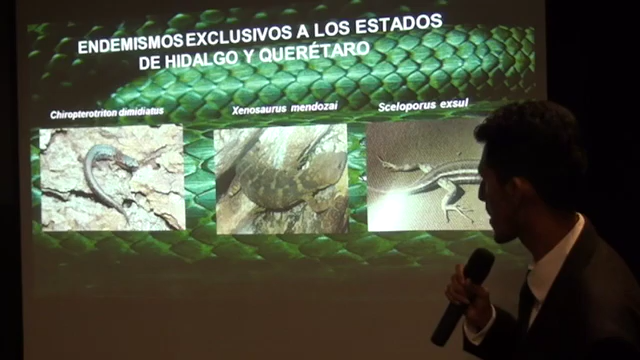 ENDEMISMOS EXCLUSIVOS A LOS ESTADOS
DE HIDALGO Y QUERÉTARO
Chiropterotriton dimidiatus
Xenosaurus mendozai
Sceloporus exsul